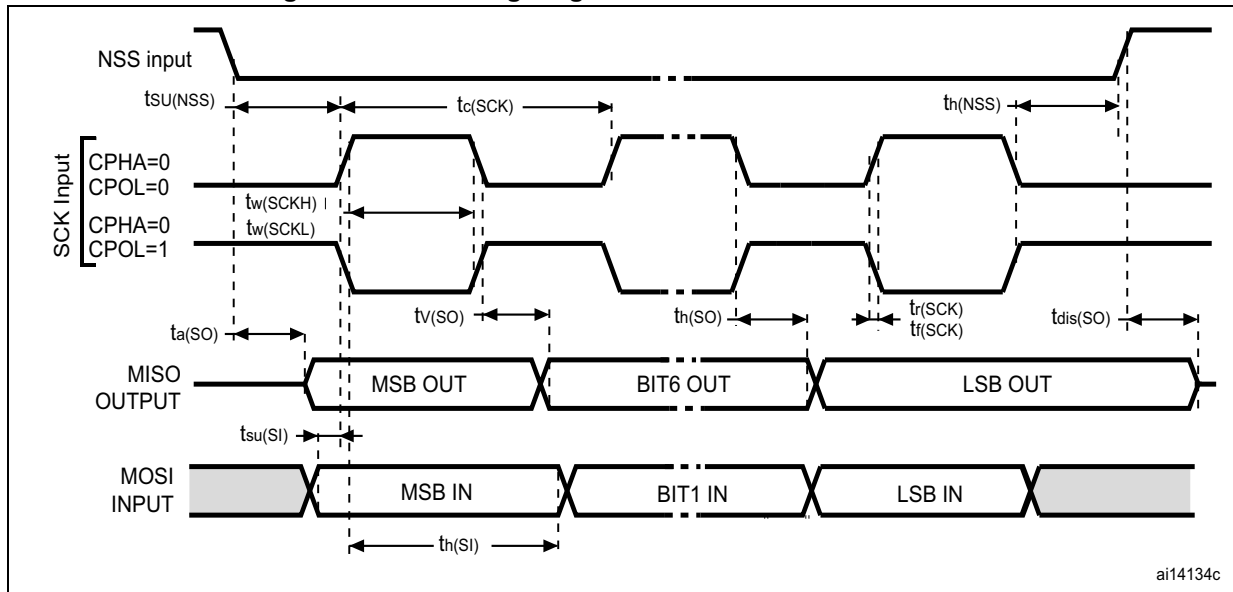 NSS input
tSU(NSS)
tc(SCK)
th(NSS)
SCK Input
CPHA=0
CPOL=0
tw(SCKH)
CPHA=0
CPOL=1
tw(SCKL)
tV(SO)
th(SO)
tr(SCK)
tf(SCK)
tdis(SO)
ta(SO)
MISO
OUTPUT
MSB OUT
BIT6 OUT
LSB OUT
tsu(SI)
MOSI
INPUT
MSB IN
BIT1 IN
LSB IN
th(SI)
ai14134c